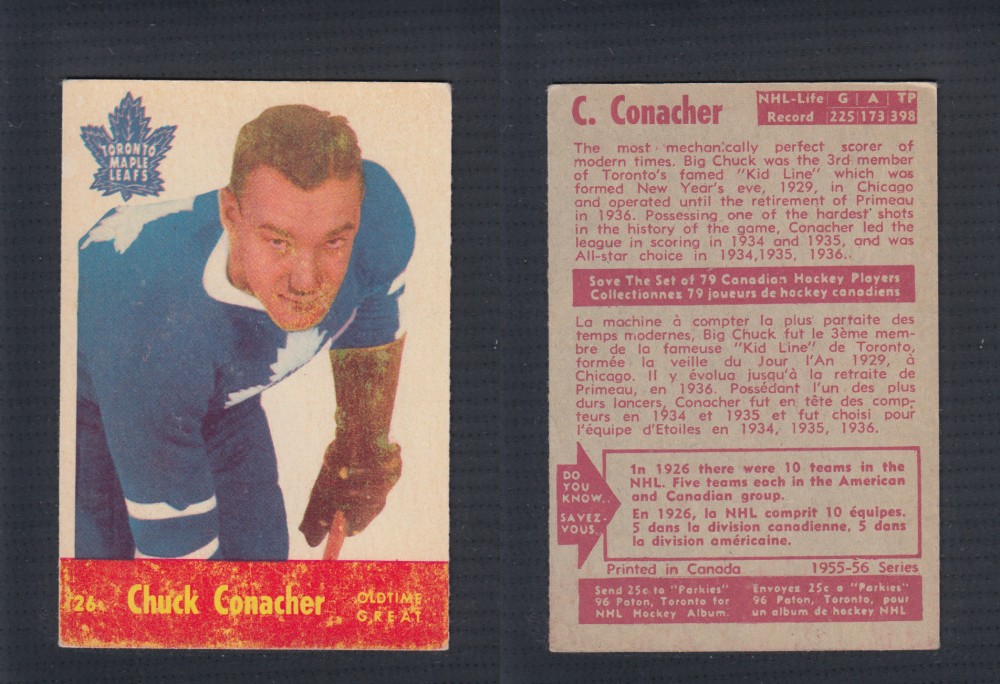 TORONTO
MAPLE
LEAFS
26 Chuck Conacher OLDTIME
GREAT
C. Conacher
NHL-Life G A TP
Record 225 173 398
The most mechanically perfect scorer of
modern times. Big Chuck was the 3rd member
of Toronto's famed "Kid Line" which was
formed New Year's eve, 1929, in Chicago
and operated until the retirement of Primeau
in 1936. Possessing one of the hardest shots
in the history of the game, Conacher led the
league in scoring in 1934 and 1935, and was
All-star choice in 1934,1935, 1936..
Save The Set of 79 Canadian Hockey Players
Collectionnez 79 joueurs de hockey canadiens
La machine à compter la plus parfaite des
temps modernes, Big Chuck fut le 3ème mem-
bre de la fameuse "Kid Line" de Toronto,
formée la veille du Jour l'An 1929, à
Chicago. Il y évolua jusqu'à la retraite de
Primeau, en 1936. Possédant l'un des plus
durs lancers, Conacher fut en tête des comp-
teurs en 1934 et 1935 et fut choisi pour
l'équipe d'Etoiles en 1934, 1935, 1936.
DO
YOU
KNOW..
SAVEZ-
VOUS.
In 1926 there were 10 teams in the
NHL. Five teams each in the American
and Canadian group.
En 1926, la NHL comprit 10 équipes.
5 dans la division canadienne, 5 dans
la division américaine.
Printed in Canada 1955-56 Series
Send 25c to "Parkies"
96 Paton, Toronto for
NHL Hockey Album.
Envoyez 25c a "Parkies"
96 Paton, Toronto, pour
un album de hockey NHL